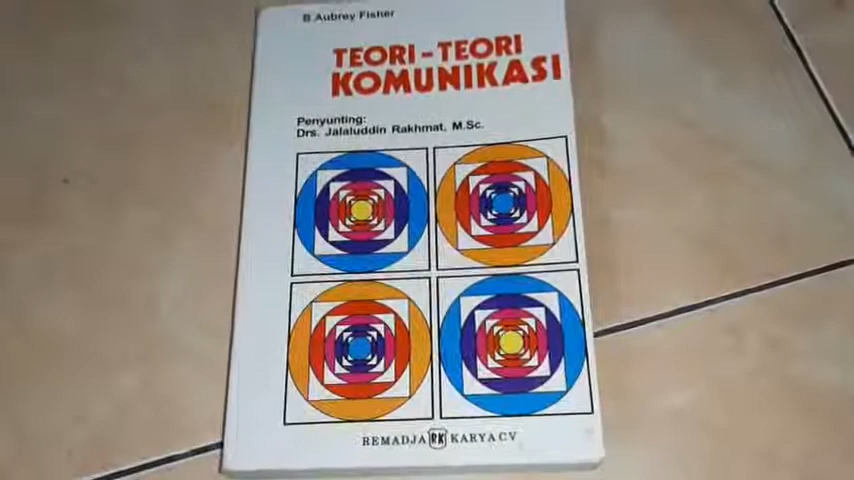 B Aubrey Fisher
TEORI-TEORI
KOMUNIKASI
Penyunting:
Drs. Jalaluddin Rakhmat, M.Sc.
REMADJA RK KARYA CV